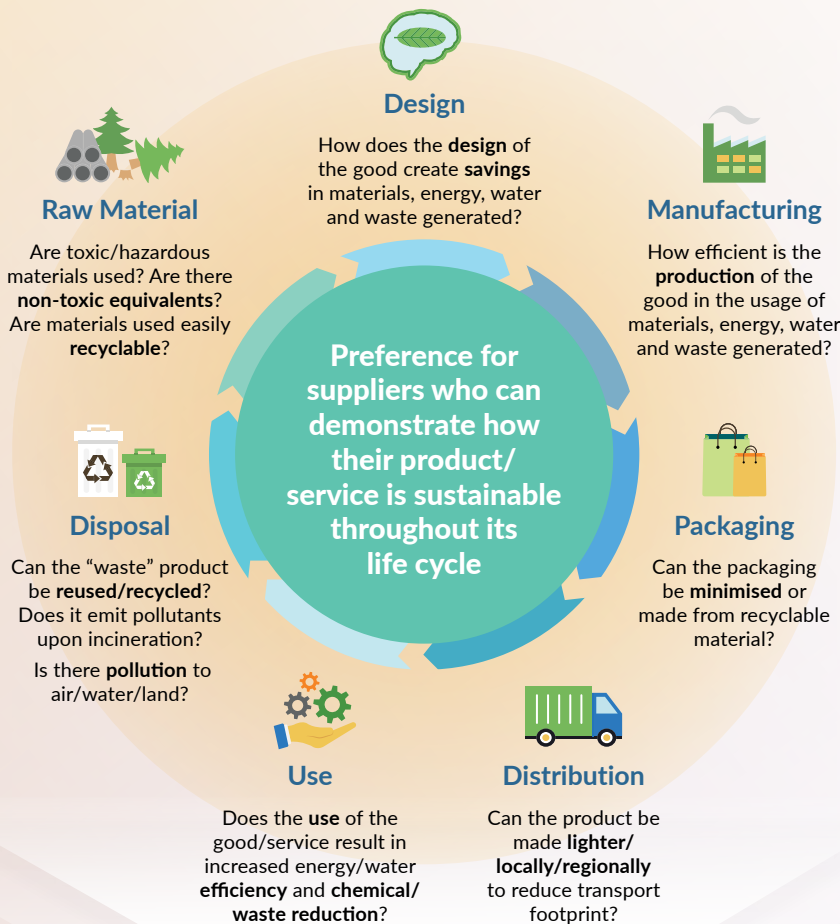 Design
How does the design of
the good create savings
in materials, energy, water
and waste generated?
Manufacturing
How efficient is the
production of the
good in the usage of
materials, energy, water
and waste generated?
Packaging
Can the packaging
be minimised or
made from recyclable
material?
Distribution
Can the product be
made lighter/
locally/regionally
to reduce transport
footprint?
Use
Does the use of the
good/service result in
increased energy/water
efficiency and chemical/
waste reduction?
Disposal
Can the “waste” product
be reused/recycled?
Does it emit pollutants
upon incineration?
Is there pollution to
air/water/land?
Raw Material
Are toxic/hazardous
materials used? Are there
non-toxic equivalents?
Are materials used easily
recyclable?
Preference for
suppliers who can
demonstrate how
their product/
service is sustainable
throughout its
life cycle